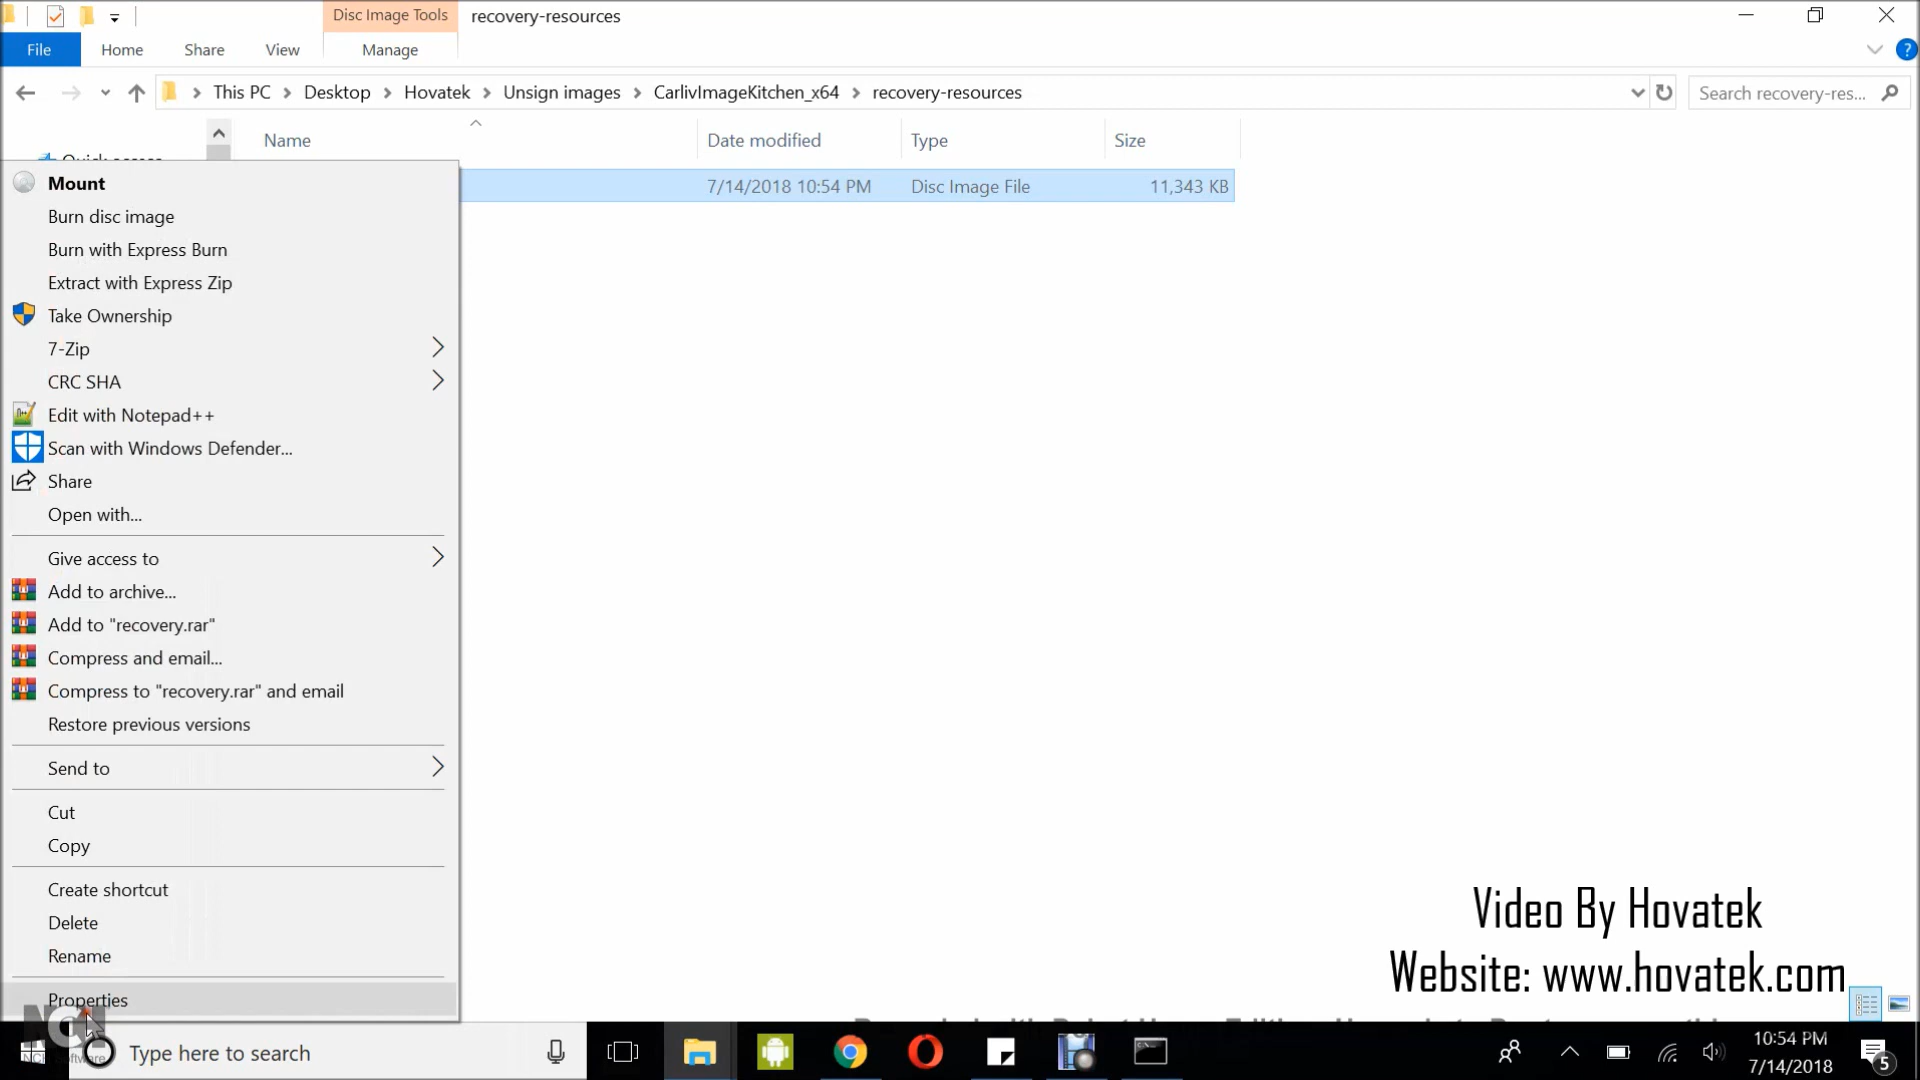 Disc Image Tools
recovery-resources
File
Home
Share
View
Manage
This PC
Desktop
Hovatek
Unsign images
CarlivImageKitchen_x64
recovery-resources
Search recovery-res...
Name
Date modified
Type
Size
Quick access
7/14/2018 10:54 PM
Disc Image File
11,343 KB
Mount
Burn disc image
Burn with Express Burn
Extract with Express Zip
Take Ownership
7-Zip
CRC SHA
Edit with Notepad++
Scan with Windows Defender...
Share
Open with...
Give access to
Add to archive...
Add to "recovery.rar"
Compress and email...
Compress to "recovery.rar" and email
Restore previous versions
Send to
Cut
Copy
Create shortcut
Delete
Rename
Properties
Video By Hovatek
Website: www.hovatek.com
NCH Software
Type here to search
10:54 PM
7/14/2018
5